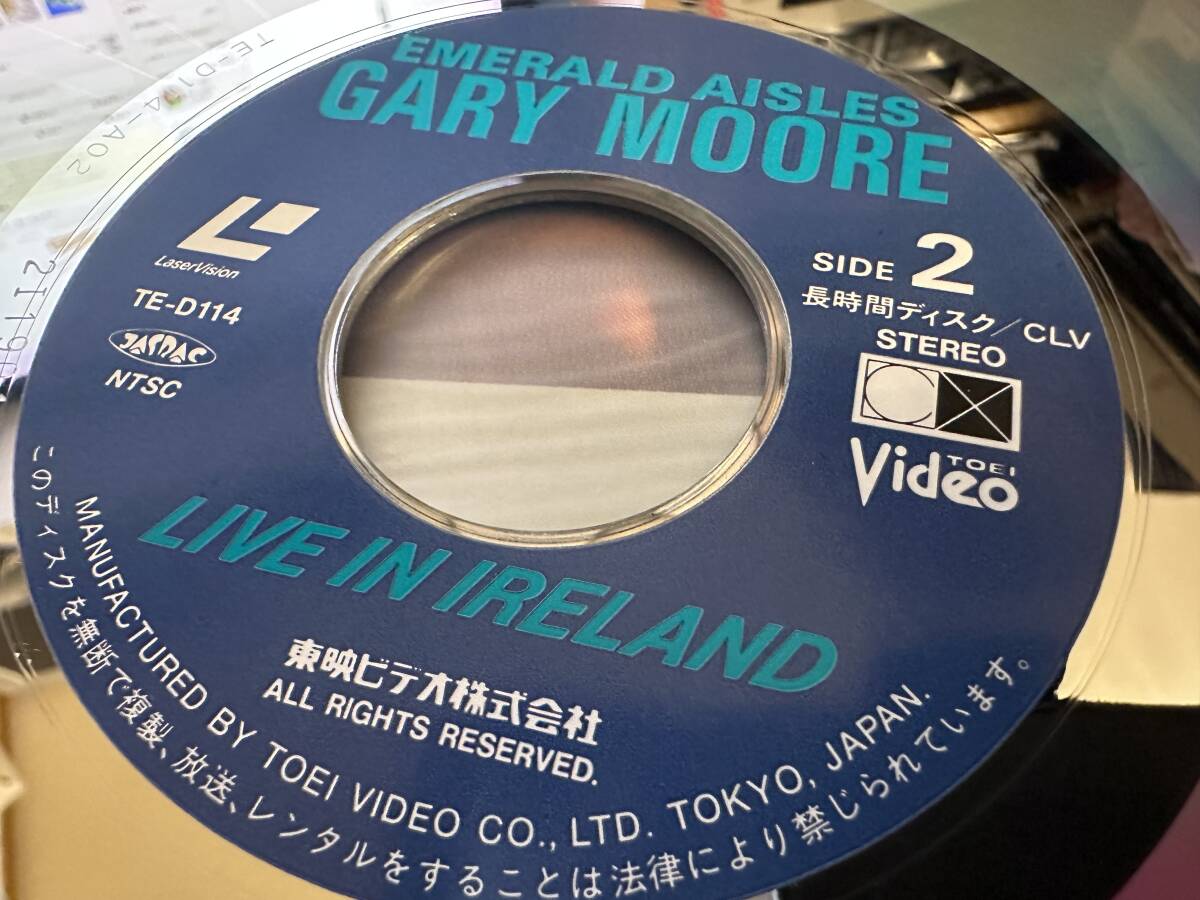 EMERALD AISLES
GARY MOORE
LaserVision
TE-D114
JASRAC
NTSC
SIDE 2
長時間ディスク/CLV
STEREO
TOEI
Video
LIVE IN IRELAND
東映ビデオ株式会社
ALL RIGHTS RESERVED.
MANUFACTURED BY TOEI VIDEO CO., LTD. TOKYO, JAPAN.
このディスクを無断で複製、放送、レンタルをすることは法律により禁じられています。
TE-D114-A02